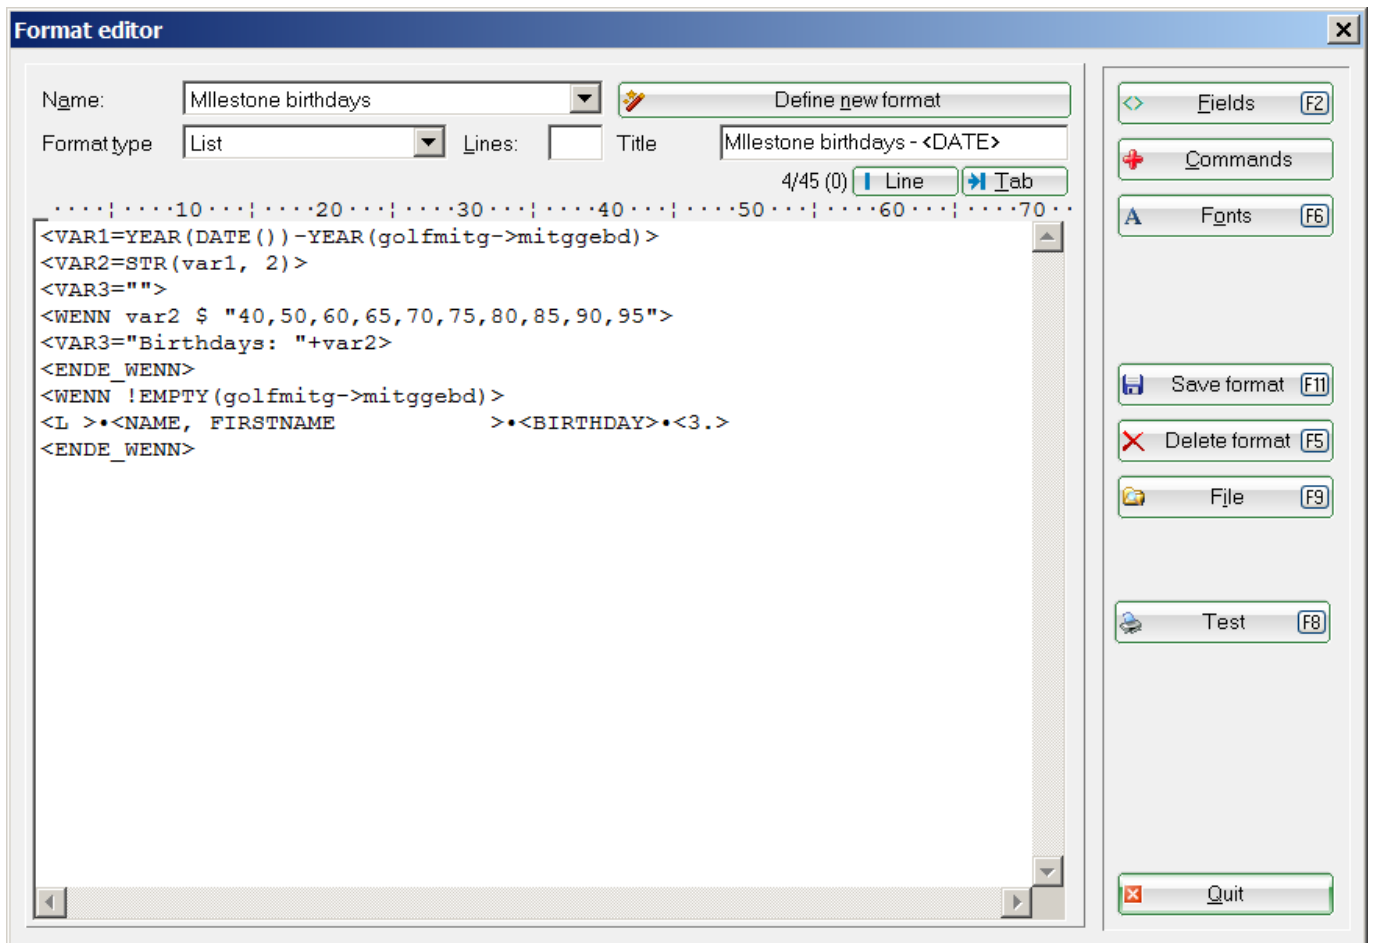 Format editor
Name: MIlestone birthdays Define new format
Format type List Lines: Title MIlestone birthdays - <DATE>
4/45 (0) Line Tab
····¦····10···¦····20···¦····30···¦····40···¦····50···¦····60···¦····70··
<VAR1=YEAR(DATE())-YEAR(golfmitg->mitggebd)>
<VAR2=STR(var1, 2)>
<VAR3="">
<WENN var2 $ "40,50,60,65,70,75,80,85,90,95">
<VAR3="Birthdays: "+var2>
<ENDE_WENN>
<WENN !EMPTY(golfmitg->mitggebd)>
<L >•<NAME, FIRSTNAME           >•<BIRTHDAY>•<3.>
<ENDE_WENN>
Fields F2
Commands
Fonts F6
Save format F11
Delete format F5
File F9
Test F8
Quit